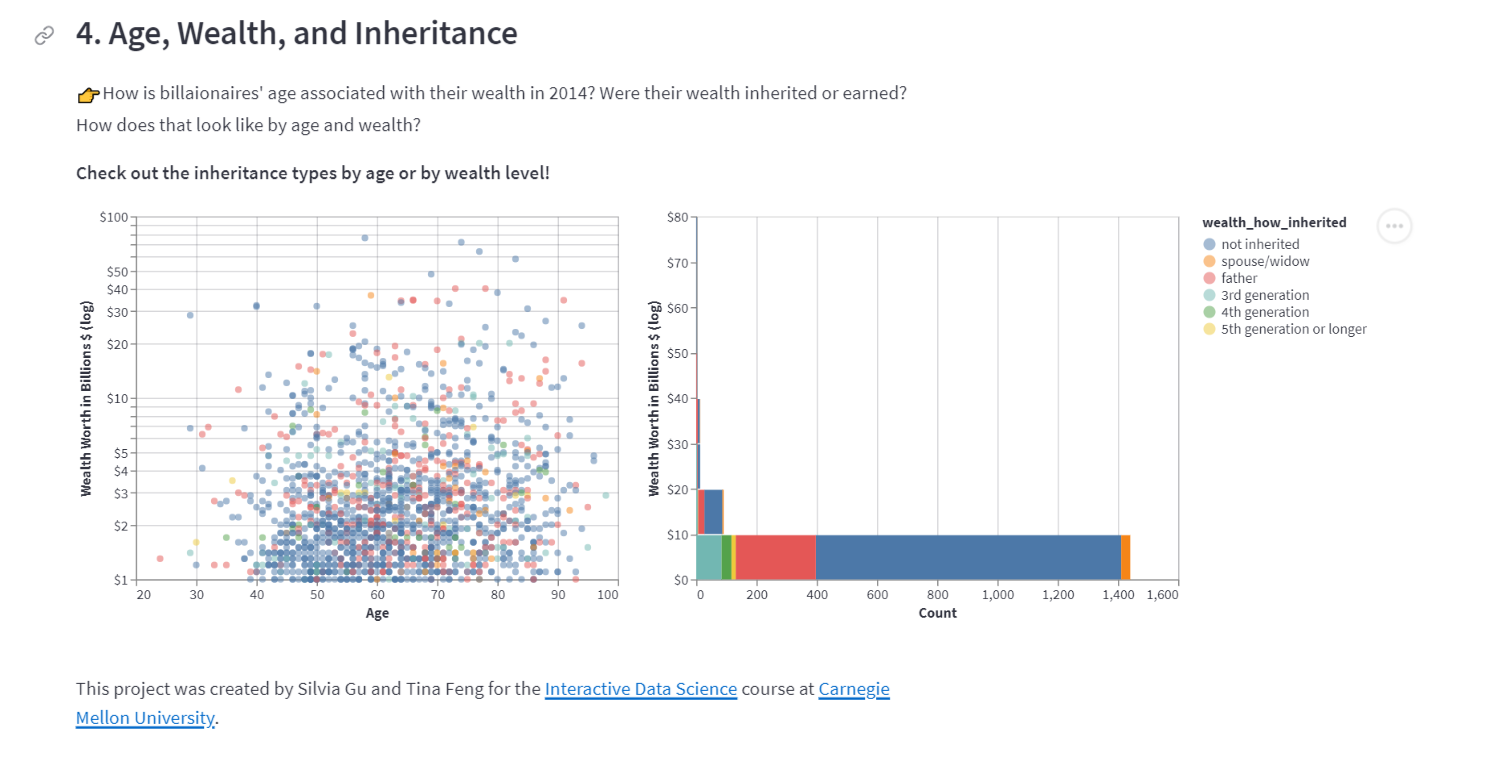 4. Age, Wealth, and Inheritance
👉How is billaionaires' age associated with their wealth in 2014? Were their wealth inherited or earned?
How does that look like by age and wealth?
Check out the inheritance types by age or by wealth level!
Wealth Worth in Billions $ (log)
$100
$50
$40
$30
$20
$10
$5
$4
$3
$2
$1
20 30 40 50 60 70 80 90 100
Age
Wealth Worth in Billions $ (log)
$80
$70
$60
$50
$40
$30
$20
$10
$0
0 200 400 600 800 1,000 1,200 1,400 1,600
Count
wealth_how_inherited
not inherited
spouse/widow
father
3rd generation
4th generation
5th generation or longer
This project was created by Silvia Gu and Tina Feng for the Interactive Data Science course at Carnegie
Mellon University.